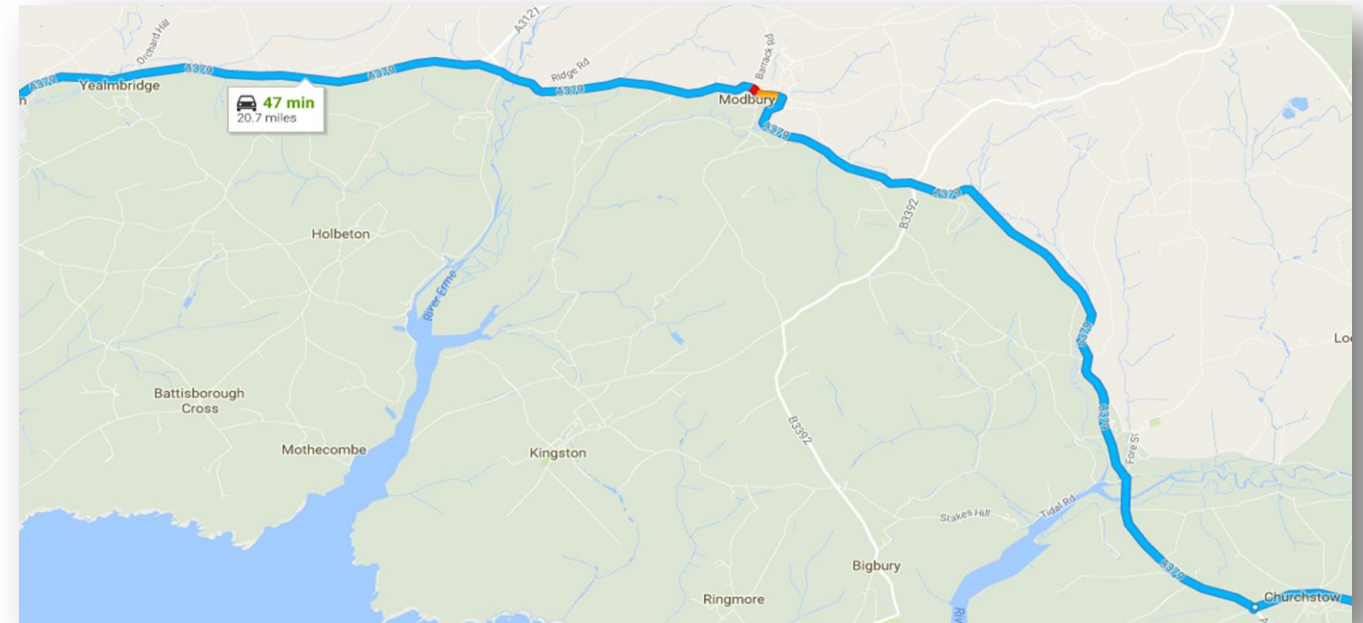 A3121
Orchard Hill
Barrack Rd
A379
Yealmbridge
A379
A379
Ridge Rd
A379
47 min
20.7 miles
Modbury
A379
A379
B3392
Holbeton
River Erme
A379
Battisborough
Cross
A379
B3392
Fore St
Mothecombe
Kingston
Tidal Rd
Stakes Hill
Bigbury
A379
Ringmore
Churchstow